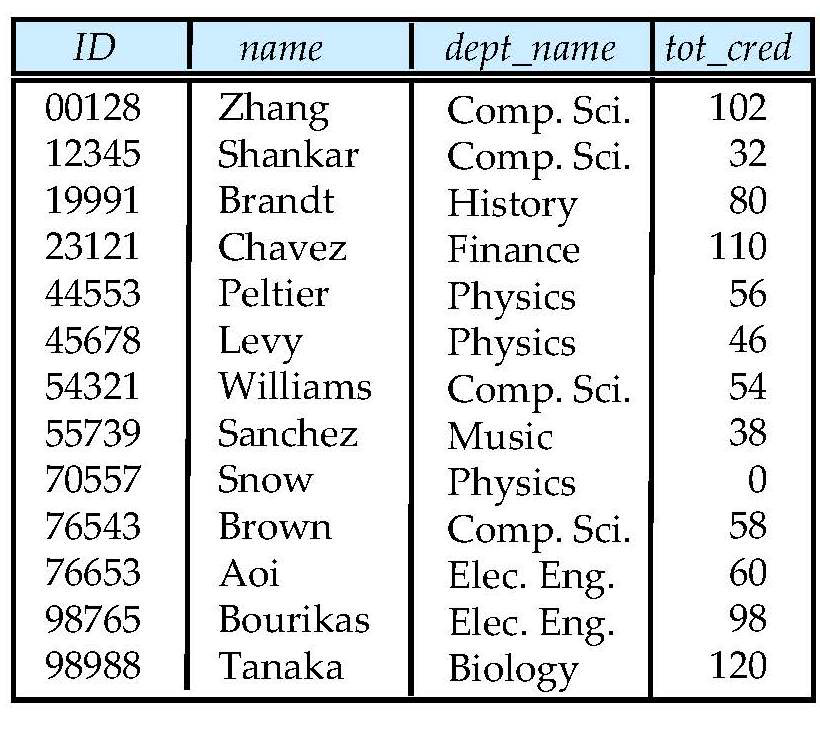 ID name dept_name tot_cred
00128 Zhang Comp. Sci. 102
12345 Shankar Comp. Sci. 32
19991 Brandt History 80
23121 Chavez Finance 110
44553 Peltier Physics 56
45678 Levy Physics 46
54321 Williams Comp. Sci. 54
55739 Sanchez Music 38
70557 Snow Physics 0
76543 Brown Comp. Sci. 58
76653 Aoi Elec. Eng. 60
98765 Bourikas Elec. Eng. 98
98988 Tanaka Biology 120